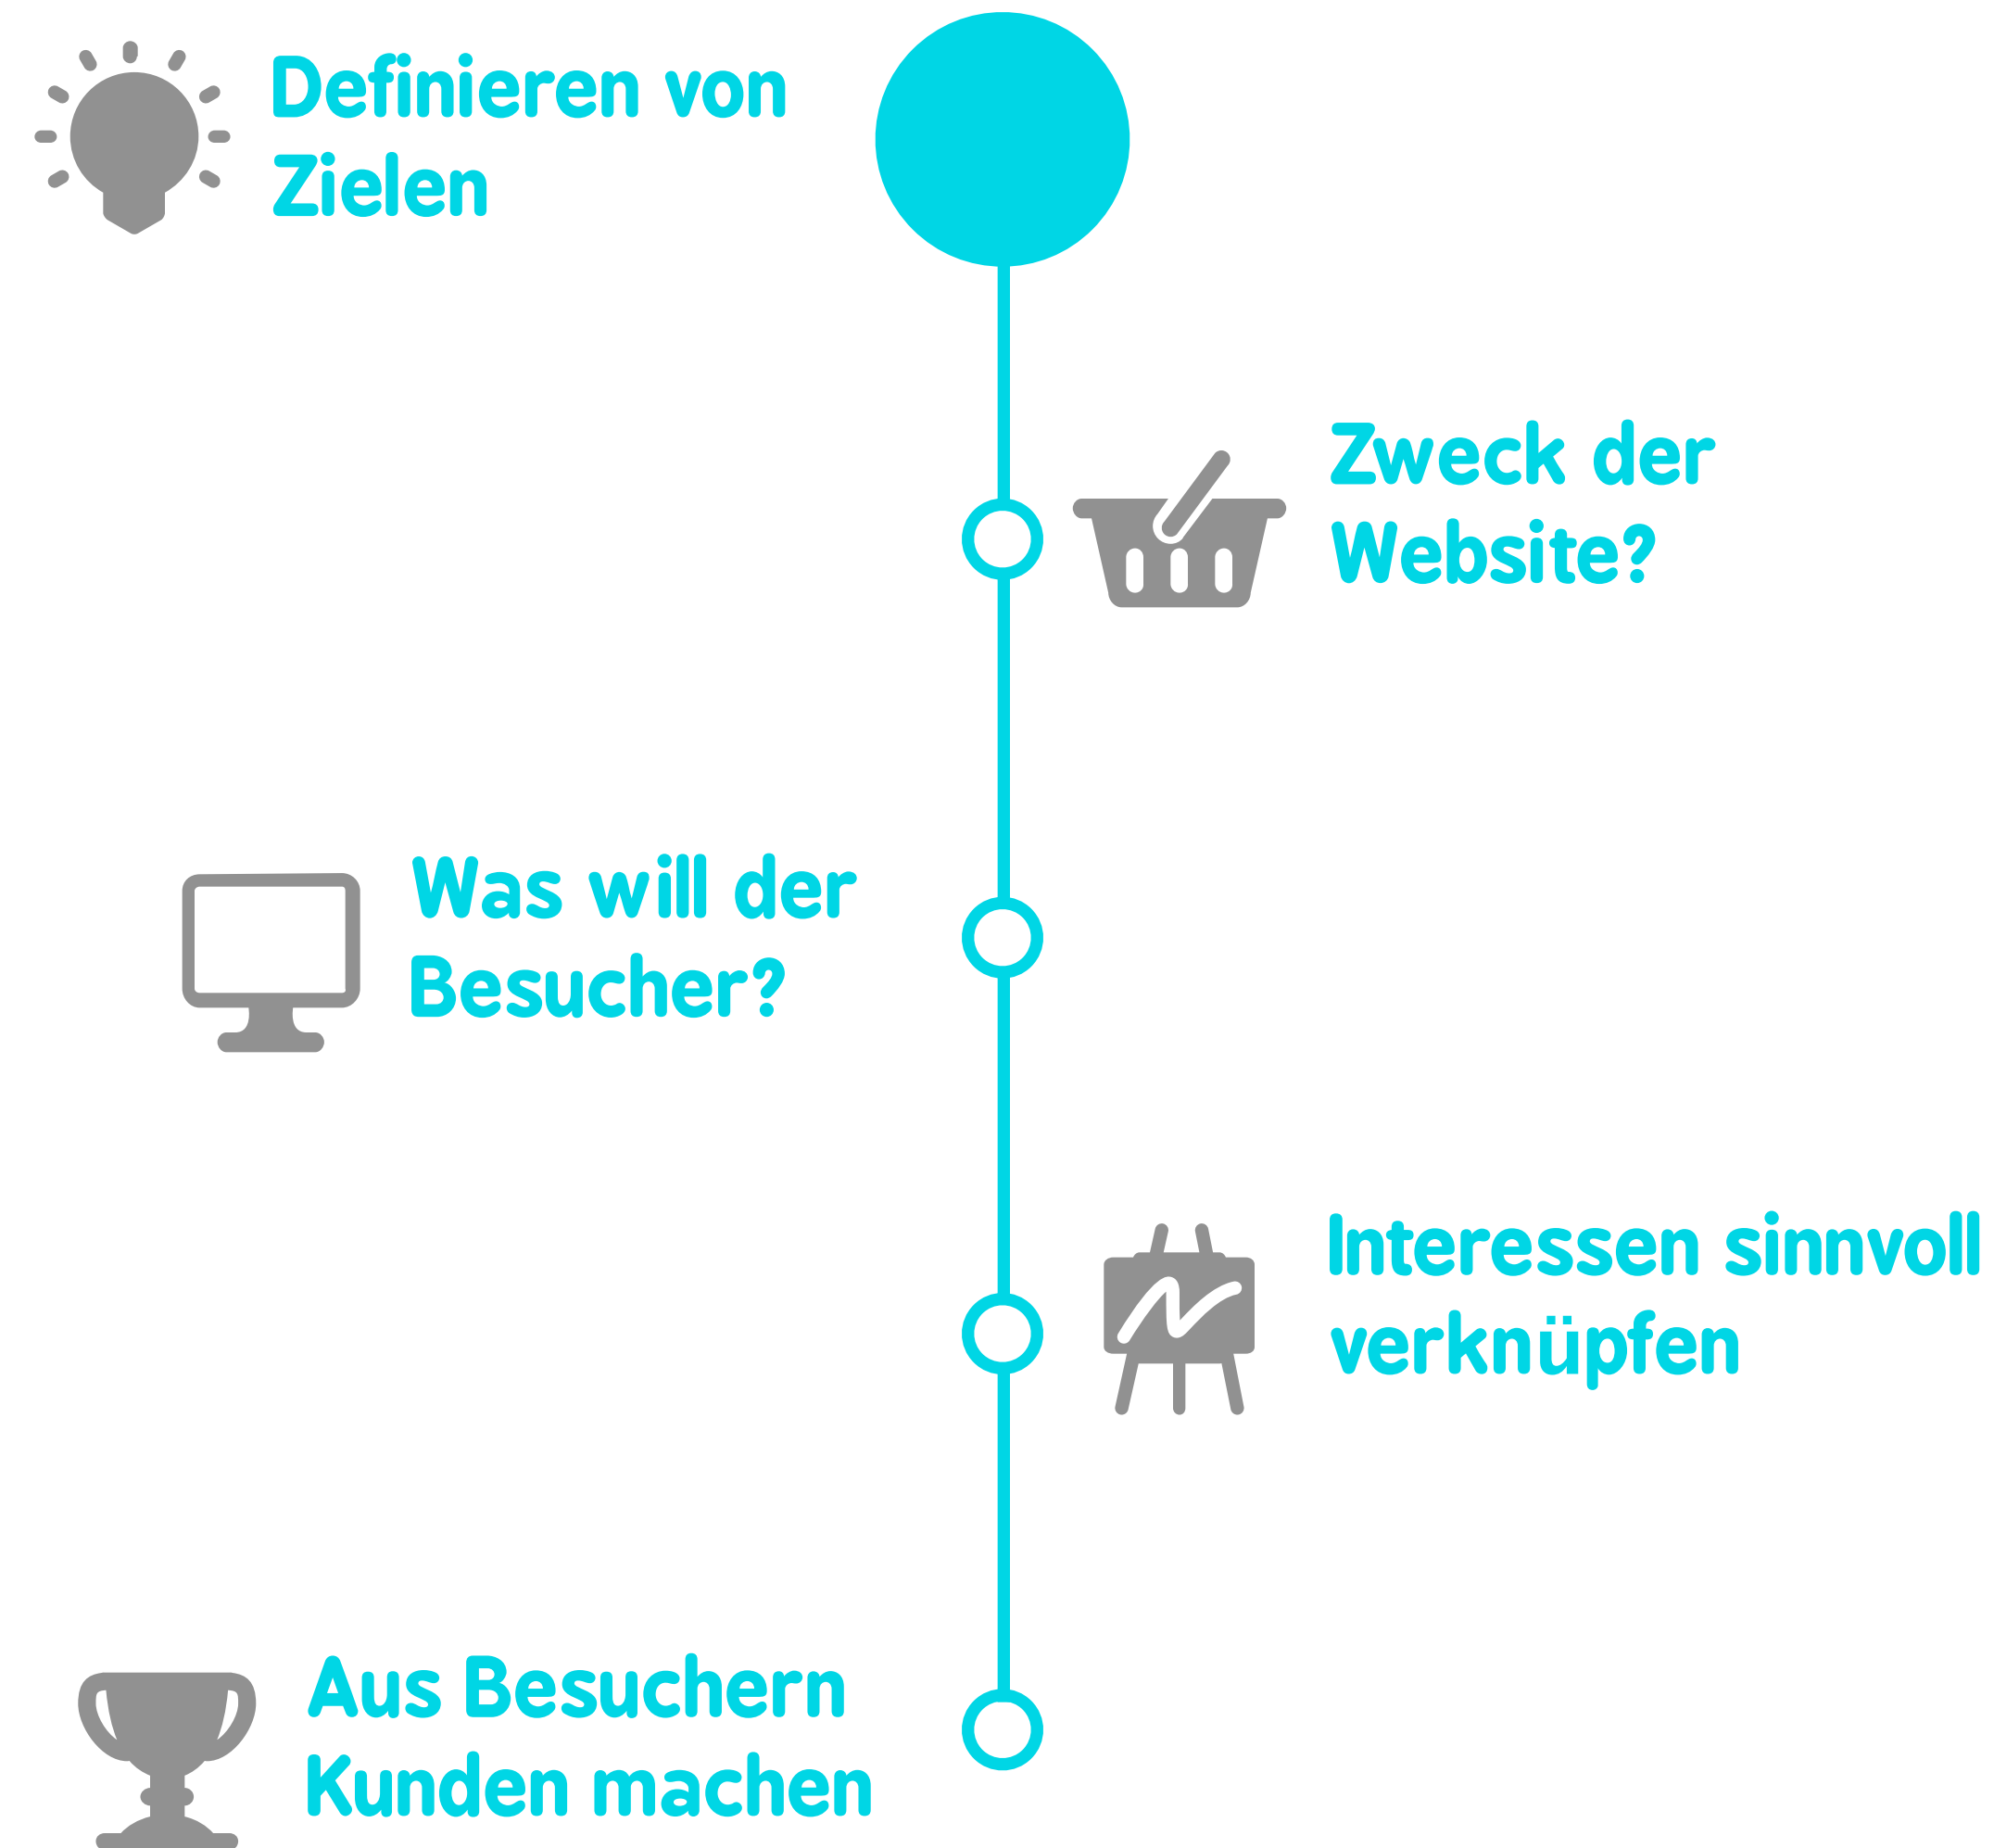 Definieren von
Zielen
Zweck der
Website?
Was will der
Besucher?
Interessen sinnvoll
verknüpfen
Aus Besuchern
Kunden machen